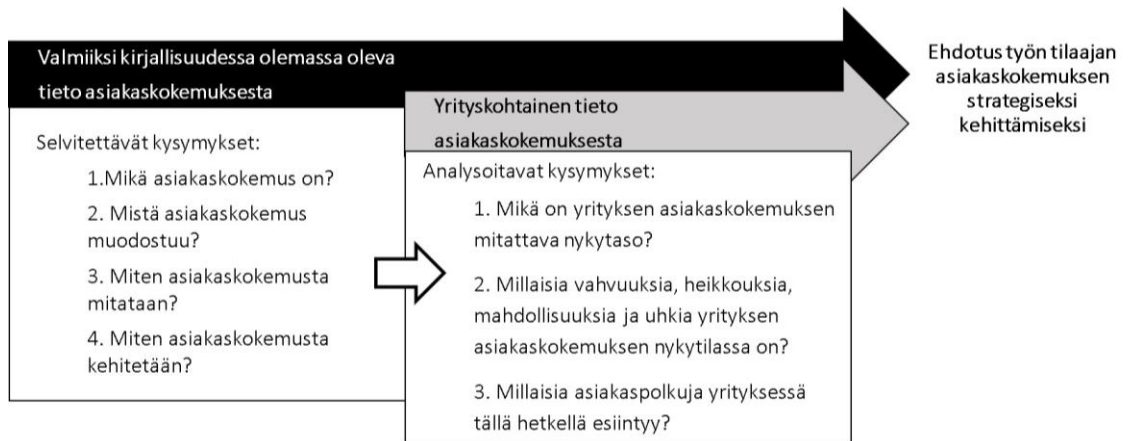 Valmiiksi kirjallisuudessa olemassa oleva
tieto asiakaskokemuksesta
Selvitettävät kysymykset:
1.Mikä asiakaskokemus on?
2. Mistä asiakaskokemus
muodostuu?
3. Miten asiakaskokemusta
mitataan?
4. Miten asiakaskokemusta
kehitetään?
Yrityskohtainen tieto
asiakaskokemuksesta
Analysoitavat kysymykset:
1. Mikä on yrityksen asiakaskokemuksen
mitattava nykytaso?
2. Millaisia vahvuuksia, heikkouksia,
mahdollisuuksia ja uhkia yrityksen
asiakaskokemuksen nykytilassa on?
3. Millaisia asiakaspolkuja yrityksessä
tällä hetkellä esiintyy?
Ehdotus työn tilaajan
asiakaskokemuksen
strategiseksi
kehittämiseksi